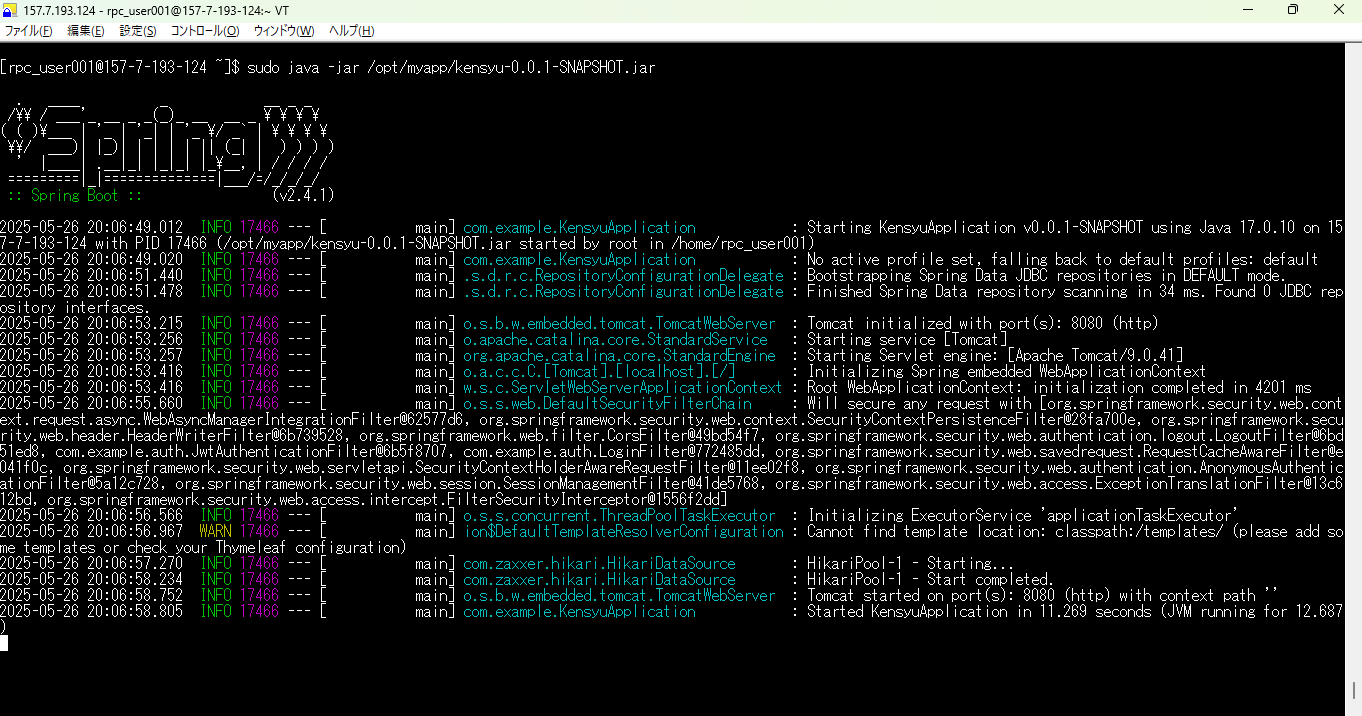 157.7.193.124 - rpc_user001@157-7-193-124:~ VT
ファイル(F) 編集(E) 設定(S) コントロール(O) ウィンドウ(W) ヘルプ(H)
[rpc_user001@157-7-193-124 ~]$ sudo java -jar /opt/myapp/kensyu-0.0.1-SNAPSHOT.jar
  .   ____          _            __ _ _
 /¥¥ / ___'_ __ _ _(_)_ __  __ _ ¥ ¥ ¥ ¥
( ( )¥___ | '_ | '_| | '_ ¥/ _` | ¥ ¥ ¥ ¥
 ¥¥/  ___)| |_)| | | | | || (_| |  ) ) ) )
  '  |____| .__|_| |_|_| |_¥__, | / / / /
 =========|_|==============|___/=/_/_/_/
 :: Spring Boot ::                (v2.4.1)
2025-05-26 20:06:49.012  INFO 17466 --- [           main] com.example.KensyuApplication            : Starting KensyuApplication v0.0.1-SNAPSHOT using Java 17.0.10 on 15
7-7-193-124 with PID 17466 (/opt/myapp/kensyu-0.0.1-SNAPSHOT.jar started by root in /home/rpc_user001)
2025-05-26 20:06:49.020  INFO 17466 --- [           main] com.example.KensyuApplication            : No active profile set, falling back to default profiles: default
2025-05-26 20:06:51.440  INFO 17466 --- [           main] .s.d.r.c.RepositoryConfigurationDelegate : Bootstrapping Spring Data JDBC repositories in DEFAULT mode.
2025-05-26 20:06:51.478  INFO 17466 --- [           main] .s.d.r.c.RepositoryConfigurationDelegate : Finished Spring Data repository scanning in 34 ms. Found 0 JDBC rep
ository interfaces.
2025-05-26 20:06:53.215  INFO 17466 --- [           main] o.s.b.w.embedded.tomcat.TomcatWebServer  : Tomcat initialized with port(s): 8080 (http)
2025-05-26 20:06:53.256  INFO 17466 --- [           main] o.apache.catalina.core.StandardService   : Starting service [Tomcat]
2025-05-26 20:06:53.257  INFO 17466 --- [           main] org.apache.catalina.core.StandardEngine  : Starting Servlet engine: [Apache Tomcat/9.0.41]
2025-05-26 20:06:53.416  INFO 17466 --- [           main] o.a.c.c.C.[Tomcat].[localhost].[/]       : Initializing Spring embedded WebApplicationContext
2025-05-26 20:06:53.416  INFO 17466 --- [           main] w.s.c.ServletWebServerApplicationContext : Root WebApplicationContext: initialization completed in 4201 ms
2025-05-26 20:06:55.660  INFO 17466 --- [           main] o.s.s.web.DefaultSecurityFilterChain     : Will secure any request with [org.springframework.security.web.cont
ext.request.async.WebAsyncManagerIntegrationFilter@62577d6, org.springframework.security.web.context.SecurityContextPersistenceFilter@28fa700e, org.springframework.secu
rity.web.header.HeaderWriterFilter@6b739528, org.springframework.web.filter.CorsFilter@49bd54f7, org.springframework.security.web.authentication.logout.LogoutFilter@6bd
51ed8, com.example.auth.JwtAuthenticationFilter@6b5f8707, com.example.auth.LoginFilter@772485dd, org.springframework.security.web.savedrequest.RequestCacheAwareFilter@e
041f0c, org.springframework.security.web.servletapi.SecurityContextHolderAwareRequestFilter@11ee02f8, org.springframework.security.web.authentication.AnonymousAuthentic
ationFilter@5a12c728, org.springframework.security.web.session.SessionManagementFilter@41de5768, org.springframework.security.web.access.ExceptionTranslationFilter@13c6
12bd, org.springframework.security.web.access.intercept.FilterSecurityInterceptor@1556f2dd]
2025-05-26 20:06:56.566  INFO 17466 --- [           main] o.s.s.concurrent.ThreadPoolTaskExecutor  : Initializing ExecutorService 'applicationTaskExecutor'
2025-05-26 20:06:56.967  WARN 17466 --- [           main] ion$DefaultTemplateResolverConfiguration : Cannot find template location: classpath:/templates/ (please add so
me templates or check your Thymeleaf configuration)
2025-05-26 20:06:57.270  INFO 17466 --- [           main] com.zaxxer.hikari.HikariDataSource       : HikariPool-1 - Starting...
2025-05-26 20:06:58.234  INFO 17466 --- [           main] com.zaxxer.hikari.HikariDataSource       : HikariPool-1 - Start completed.
2025-05-26 20:06:58.752  INFO 17466 --- [           main] o.s.b.w.embedded.tomcat.TomcatWebServer  : Tomcat started on port(s): 8080 (http) with context path ''
2025-05-26 20:06:58.805  INFO 17466 --- [           main] com.example.KensyuApplication            : Started KensyuApplication in 11.269 seconds (JVM running for 12.687
)